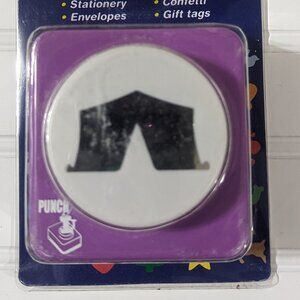 • Stationery
• Confetti
• Envelopes
• Gift tags
PUNCH